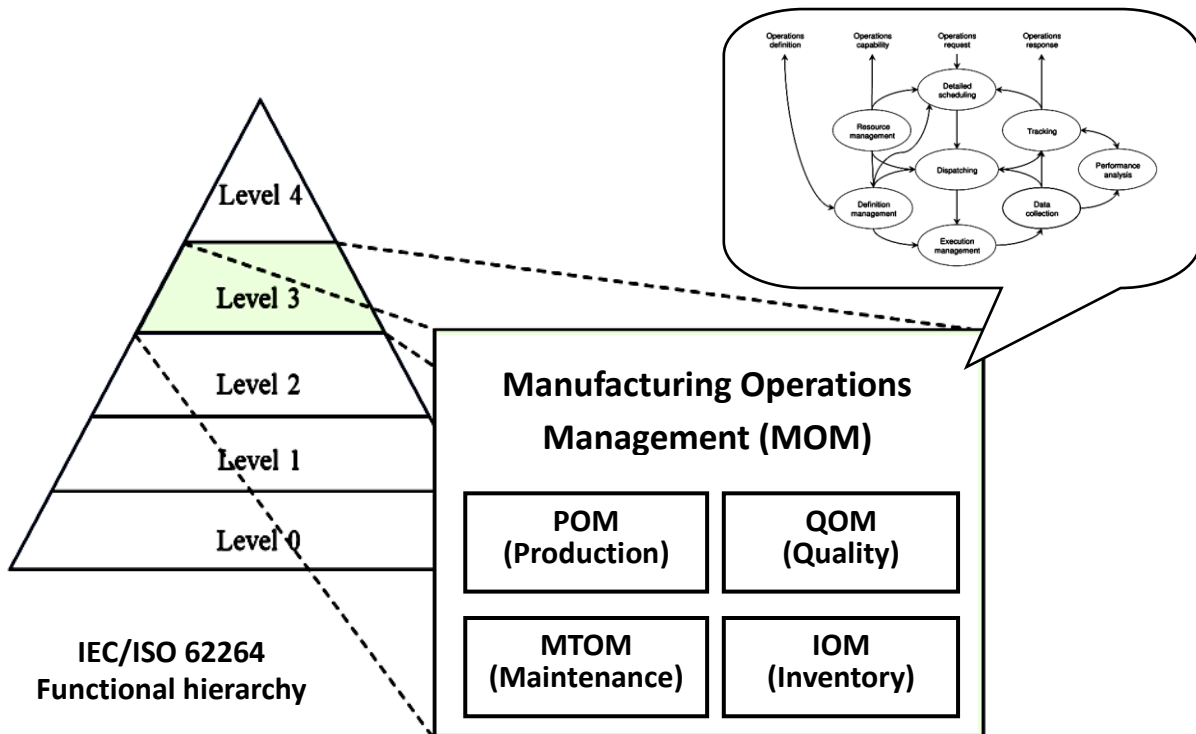 Operations
definition
Operations
capability
Operations
request
Operations
response
Detailed
scheduling
Resource
management
Tracking
Performance
analysis
Dispatching
Definition
management
Data
collection
Execution
management
Level 4
Level 3
Level 2
Level 1
Level 0
Manufacturing Operations
Management (MOM)
POM
(Production)
QOM
(Quality)
MTOM
(Maintenance)
IOM
(Inventory)
IEC/ISO 62264
Functional hierarchy